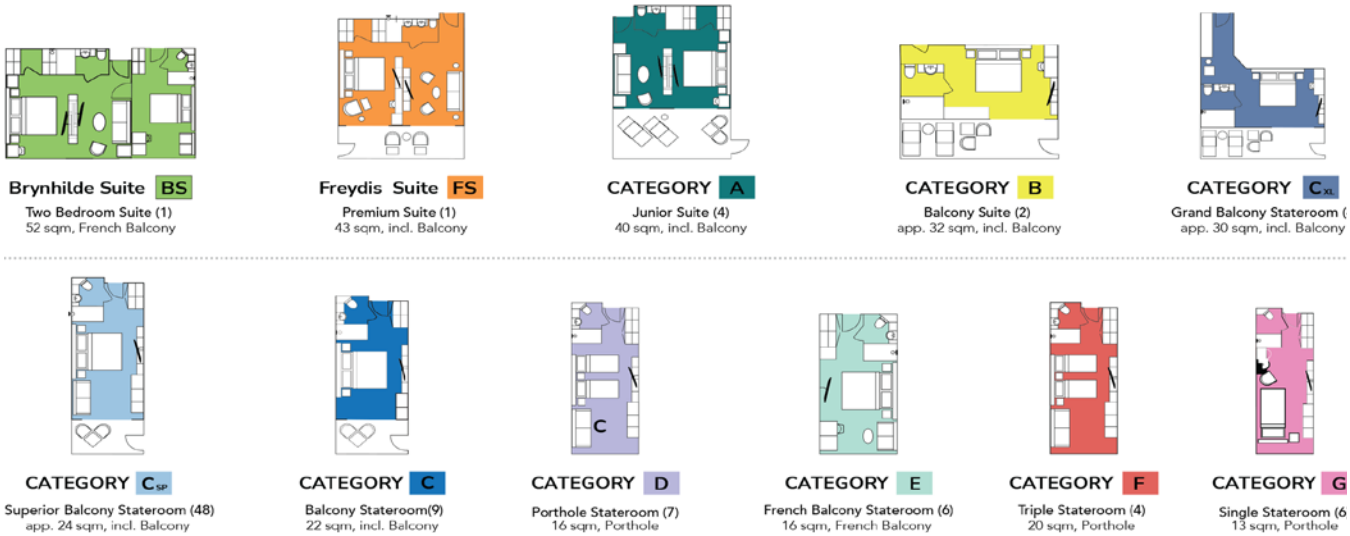 Brynhilde Suite BS
Two Bedroom Suite (1)
52 sqm, French Balcony
Freydis Suite FS
Premium Suite (1)
43 sqm, incl. Balcony
CATEGORY A
Junior Suite (4)
40 sqm, incl. Balcony
CATEGORY B
Balcony Suite (2)
app. 32 sqm, incl. Balcony
CATEGORY CXL
Grand Balcony Stateroom (
app. 30 sqm, incl. Balcony
C
CATEGORY CSP
Superior Balcony Stateroom (48)
app. 24 sqm, incl. Balcony
CATEGORY C
Balcony Stateroom(9)
22 sqm, incl. Balcony
CATEGORY D
Porthole Stateroom (7)
16 sqm, Porthole
CATEGORY E
French Balcony Stateroom (6)
16 sqm, French Balcony
CATEGORY F
Triple Stateroom (4)
20 sqm, Porthole
CATEGORY G
Single Stateroom (6)
13 sqm, Porthole